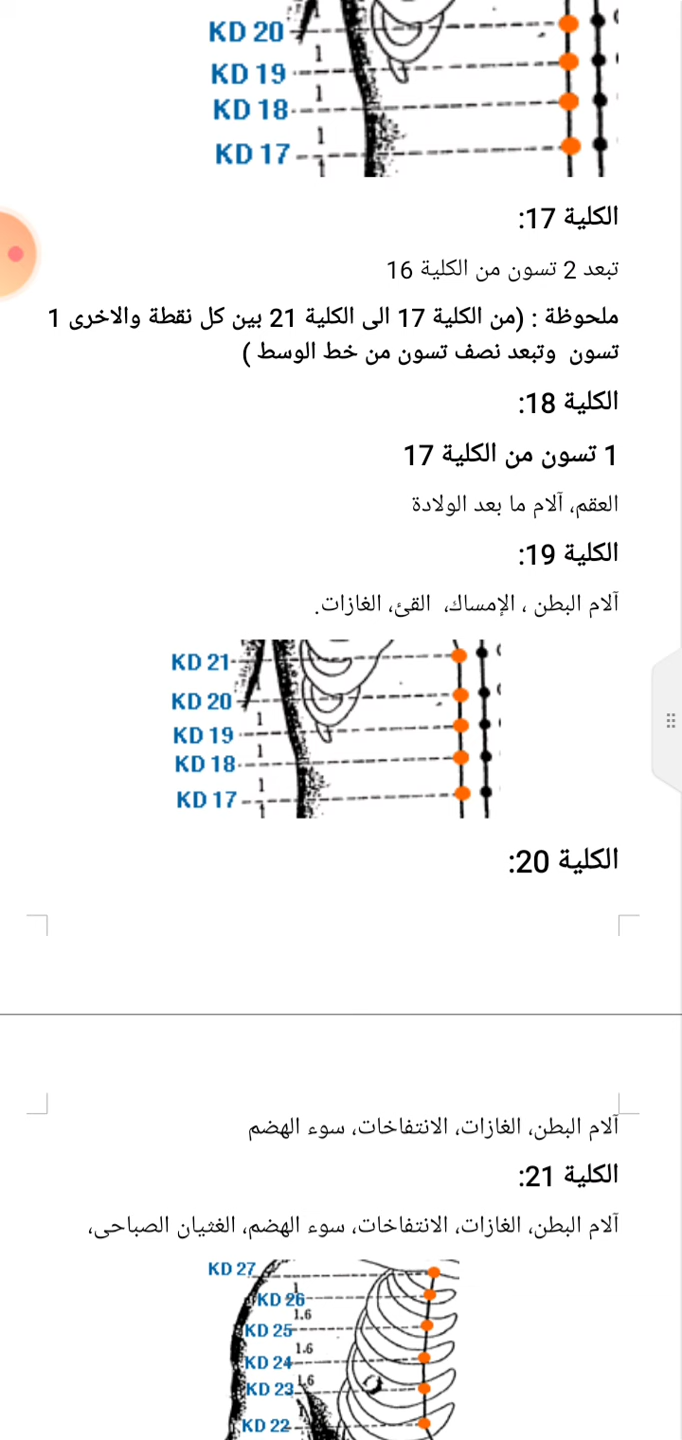 KD 20
1
KD 19
1
KD 18
1
KD 17
1
الكلية 17:
تبعد 2 تسون من الكلية 16
ملحوظة : (من الكلية 17 الى الكلية 21 بين كل نقطة والاخرى 1
تسون وتبعد نصف تسون من خط الوسط )
الكلية 18:
1 تسون من الكلية 17
العقم، آلام ما بعد الولادة
الكلية 19:
آلام البطن ، الإمساك، القئ، الغازات.
KD 21
KD 20
1
KD 19
1
KD 18
1
KD 17
1
الكلية 20:
آلام البطن، الغازات، الانتفاخات، سوء الهضم
الكلية 21:
آلام البطن، الغازات، الانتفاخات، سوء الهضم، الغثيان الصباحى،
KD 27
1
KD 26
1.6
KD 25
1.6
KD 24
1.6
KD 23
1
KD 22